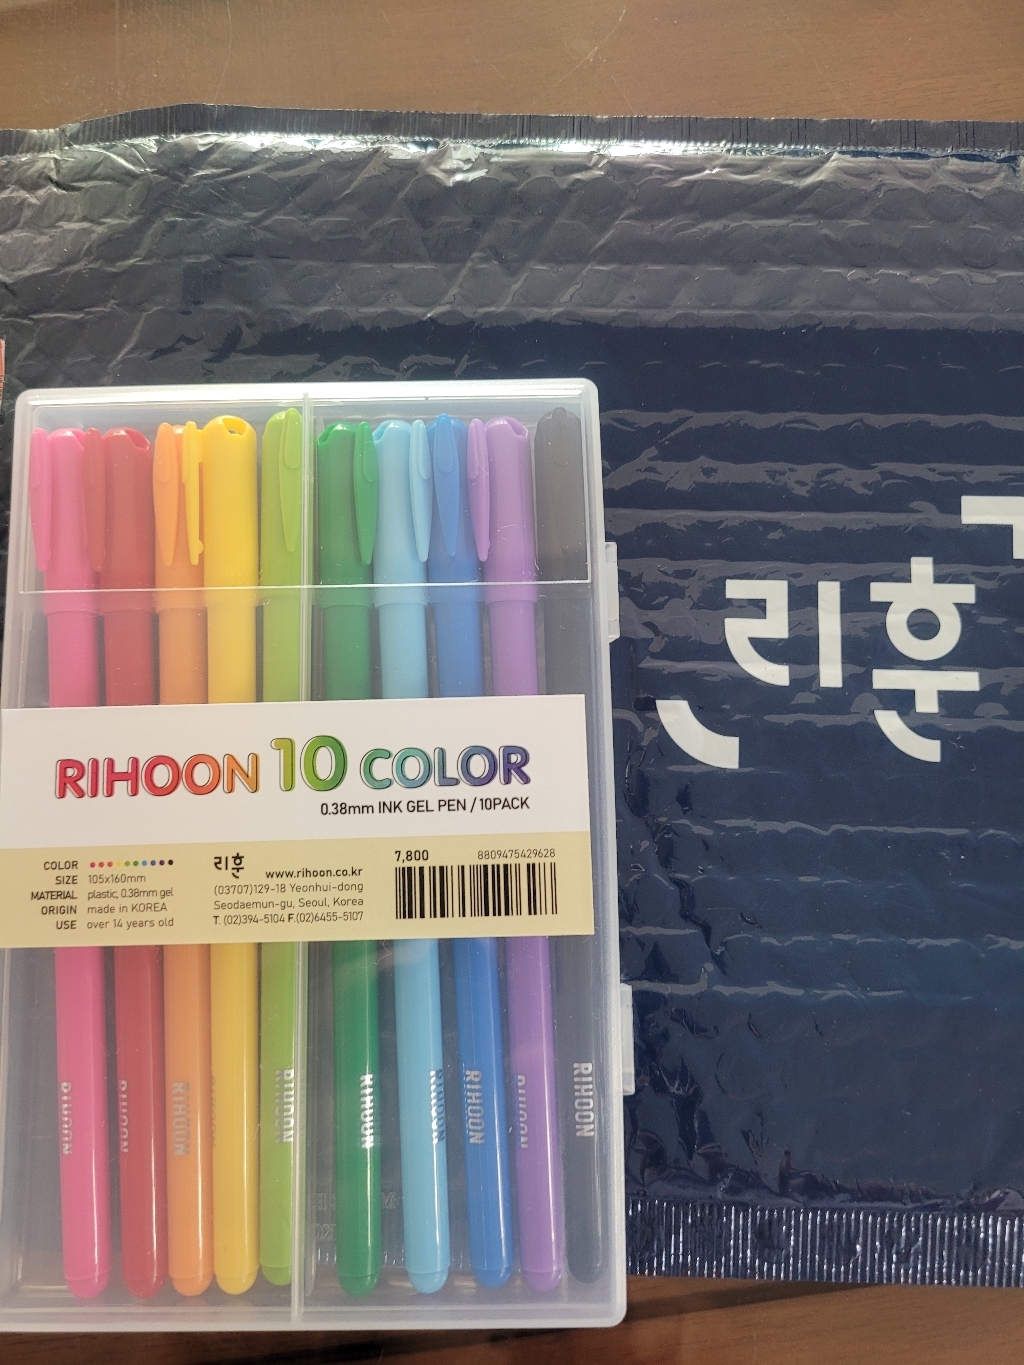 리훈
RIHOON 10 COLOR
0.38mm INK GEL PEN / 10PACK
COLOR
SIZE 105x160mm
MATERIAL plastic, 0.38mm gel
ORIGIN made in KOREA
USE over 14 years old
리훈 www.rihoon.co.kr
(03707)129-18 Yeonhui-dong
Seodaemun-gu, Seoul, Korea
T. (02)394-5104 F.(02)6455-5107
7,800 8809475429628
RIHOON
RIHOON
RIHOON
RIHOON
RIHOON
RIHOON
RIHOON
RIHOON
RIHOON